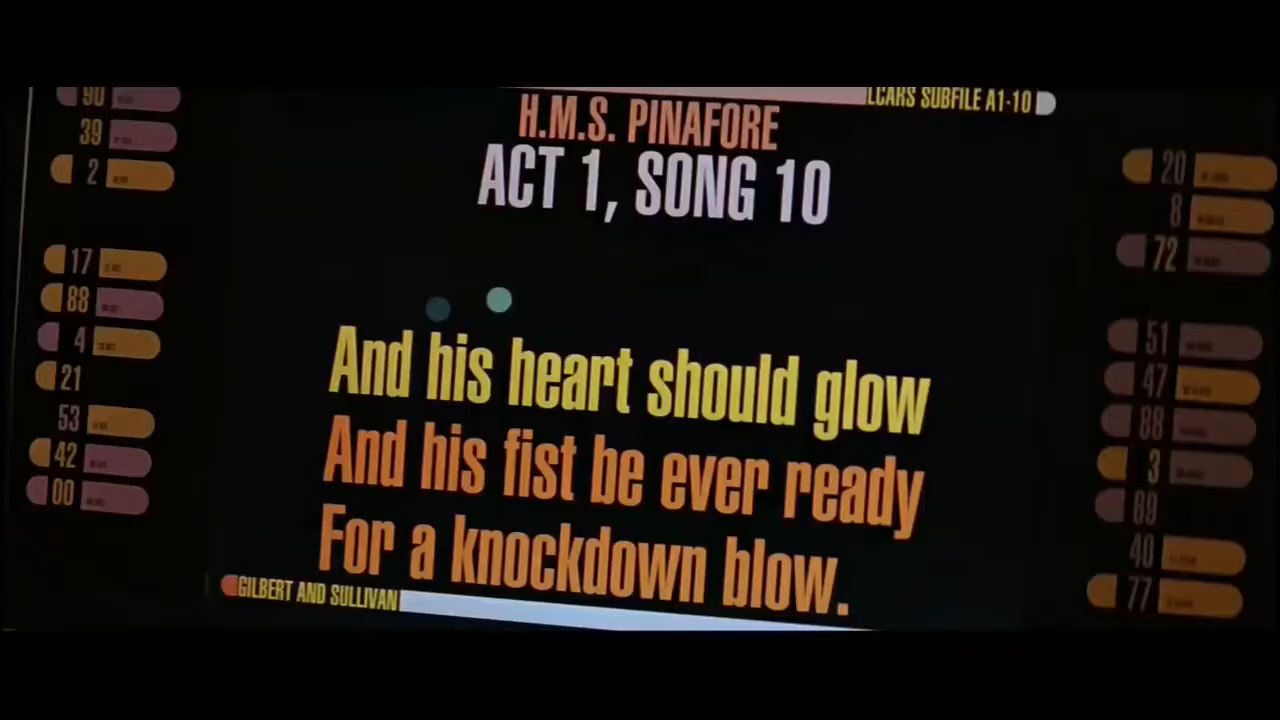 LCARS SUBFILE A1-10
H.M.S. PINAFORE
ACT 1, SONG 10
90
39
2
17
88
4
21
53
42
00
20
8
72
51
47
88
3
89
40
77
And his heart should glow
And his fist be ever ready
For a knockdown blow.
GILBERT AND SULLIVAN